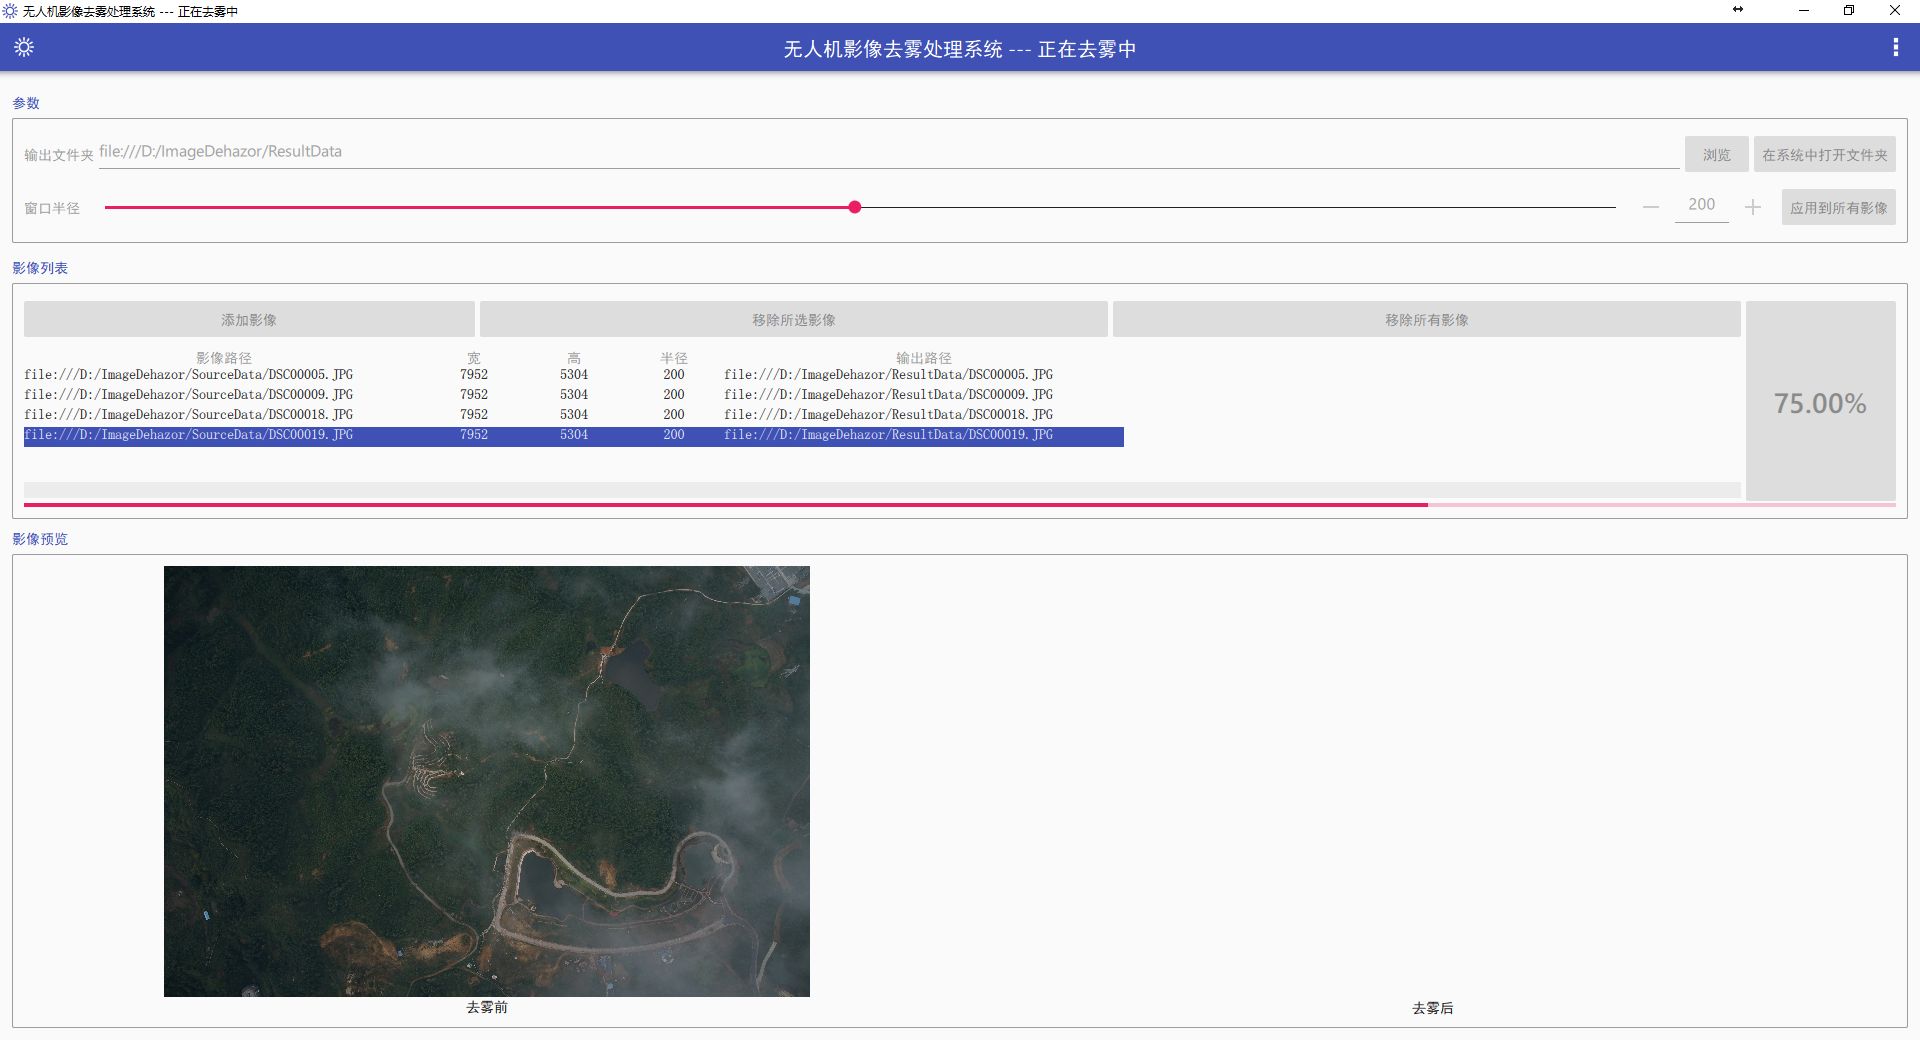 无人机影像去雾处理系统 --- 正在去雾中
无人机影像去雾处理系统 --- 正在去雾中
参数
输出文件夹 file:///D:/ImageDehazor/ResultData 浏览 在系统中打开文件夹
窗口半径 200 应用到所有影像
影像列表
添加影像 移除所选影像 移除所有影像
影像路径 宽 高 半径 输出路径
file:///D:/ImageDehazor/SourceData/DSC00005.JPG 7952 5304 200 file:///D:/ImageDehazor/ResultData/DSC00005.JPG
file:///D:/ImageDehazor/SourceData/DSC00009.JPG 7952 5304 200 file:///D:/ImageDehazor/ResultData/DSC00009.JPG
75.00%
file:///D:/ImageDehazor/SourceData/DSC00018.JPG 7952 5304 200 file:///D:/ImageDehazor/ResultData/DSC00018.JPG
file:///D:/ImageDehazor/SourceData/DSC00019.JPG 7952 5304 200 file:///D:/ImageDehazor/ResultData/DSC00019.JPG
影像预览
去雾前 去雾后